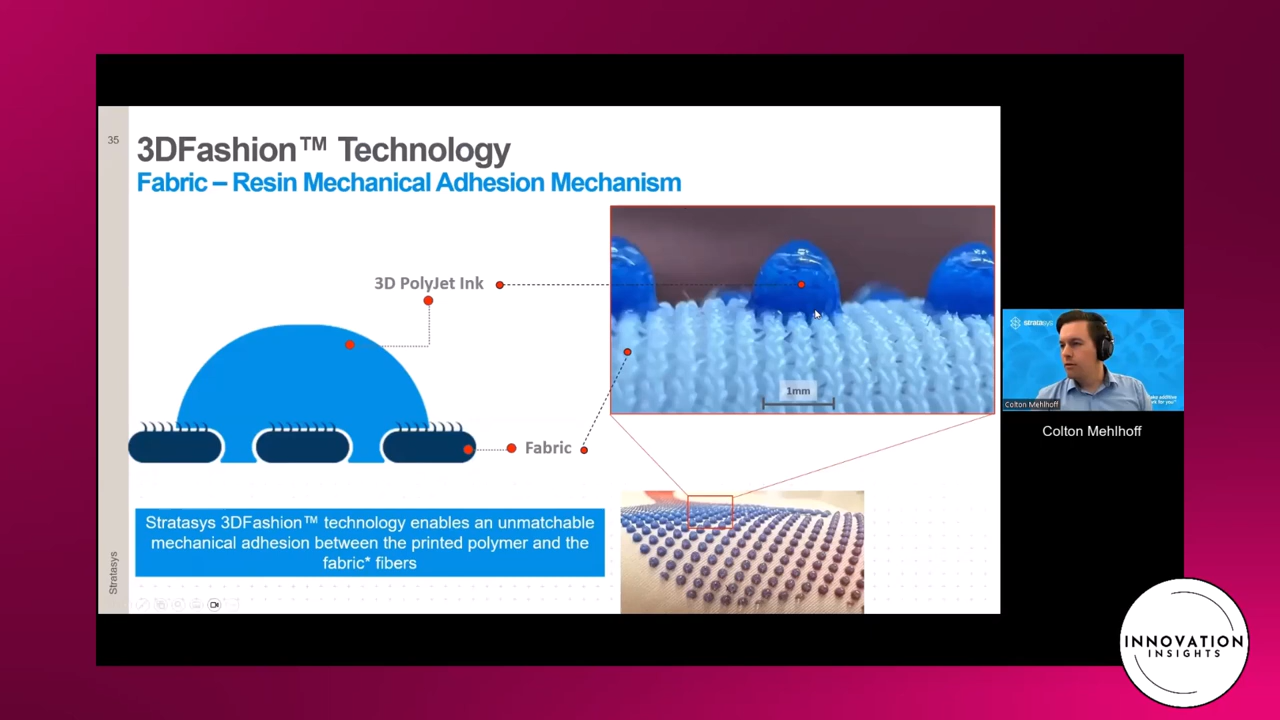 35
3DFashion™ Technology
Fabric – Resin Mechanical Adhesion Mechanism
3D PolyJet Ink
1mm
Fabric
Stratasys 3DFashion™ technology enables an unmatchable
mechanical adhesion between the printed polymer and the
fabric* fibers
Stratasys
stratasys
Colton Mehlhoff
Colton Mehlhoff
INNOVATION
INSIGHTS